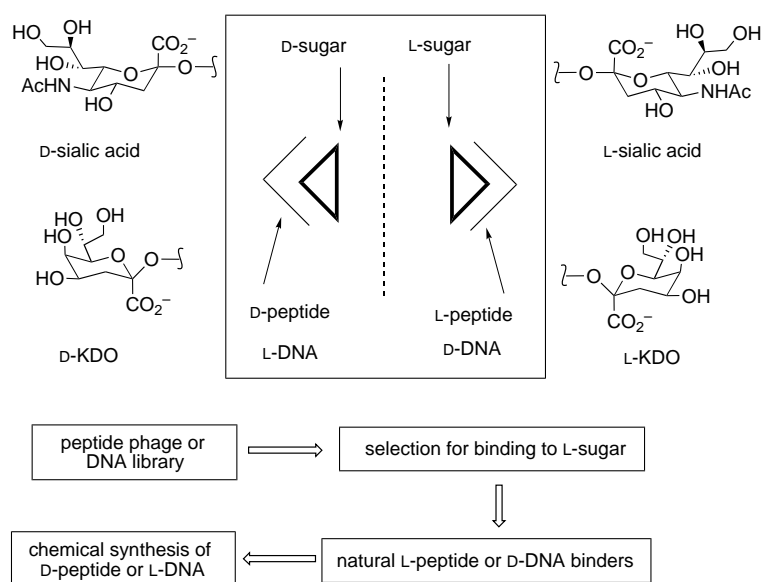 HO OH
HO
CO2−
HO
O
O
AcHN
HO
D-sialic acid
D-sugar
L-sugar
CO2−
OH
OH
O
O
OH
NHAc
HO
L-sialic acid
OH
HO OH
O
O
HO
CO2−
D-KDO
D-peptide
L-DNA
L-peptide
D-DNA
OH
OH
OH
O
O
OH
CO2−
L-KDO
peptide phage or
DNA library
selection for binding to L-sugar
chemical synthesis of
D-peptide or L-DNA
natural L-peptide or D-DNA binders